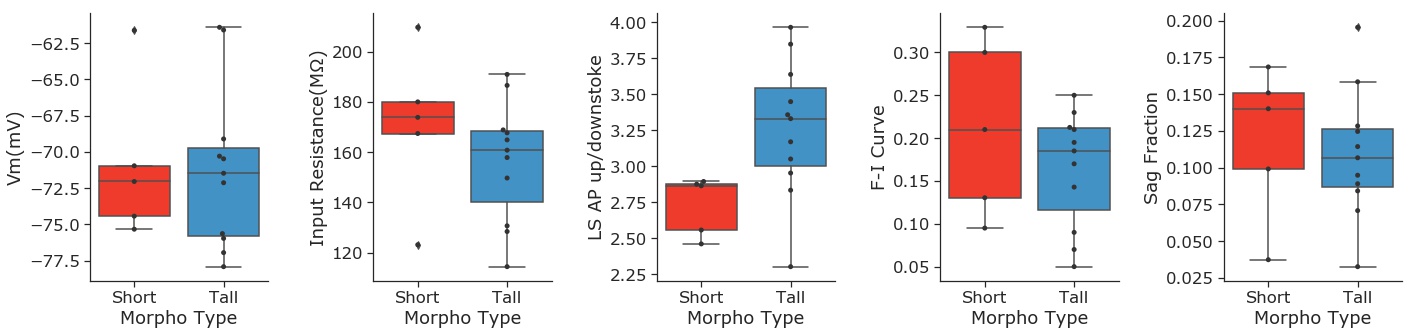 Vm(mV)
−62.5
−65.0
−67.5
−70.0
−72.5
−75.0
−77.5
Short Tall
Morpho Type
Input Resistance(MΩ)
200
180
160
140
120
Short Tall
Morpho Type
LS AP up/downstoke
4.00
3.75
3.50
3.25
3.00
2.75
2.50
2.25
Short Tall
Morpho Type
F-I Curve
0.30
0.25
0.20
0.15
0.10
0.05
Short Tall
Morpho Type
Sag Fraction
0.200
0.175
0.150
0.125
0.100
0.075
0.050
0.025
Short Tall
Morpho Type